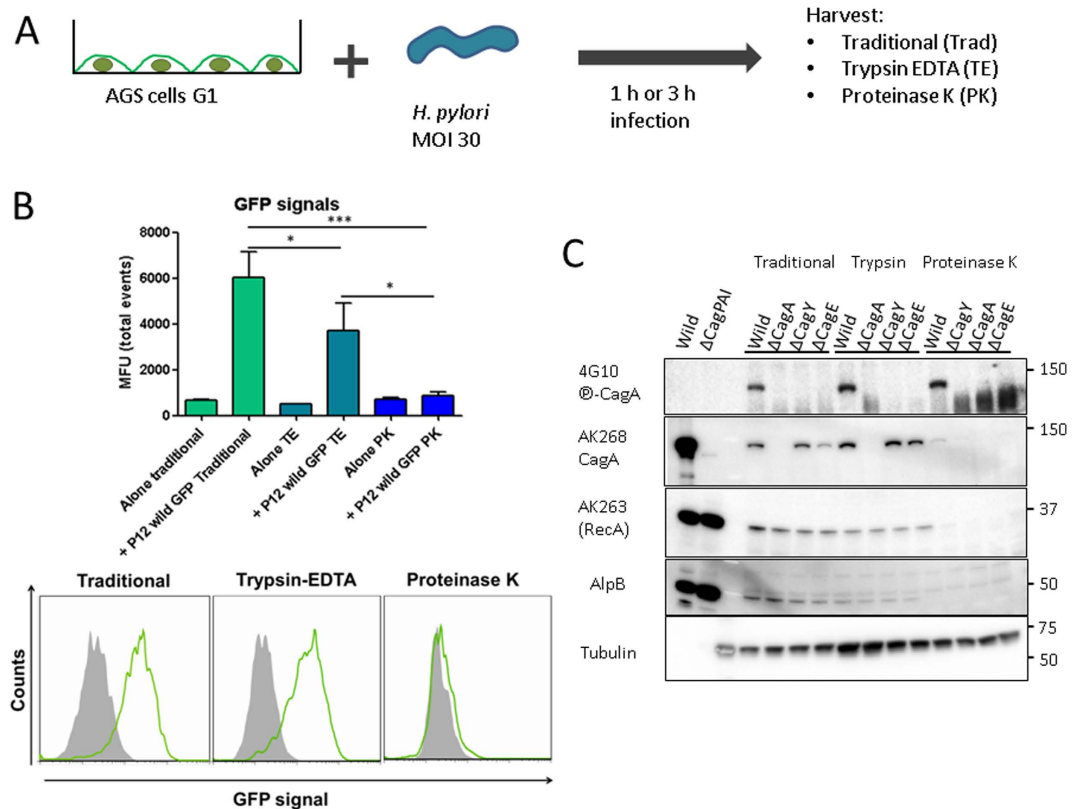 A
AGS cells G1
H. pylori
MOI 30
1 h or 3 h
infection
Harvest:
• Traditional (Trad)
• Trypsin EDTA (TE)
• Proteinase K (PK)
B
GFP signals
MFU (total events)
8000
6000
4000
2000
0
***
*
*
Alone traditional
+ P12 wild GFP Traditional
Alone TE
+ P12 wild GFP TE
Alone PK
+ P12 wild GFP PK
Traditional
Trypsin-EDTA
Proteinase K
Counts
GFP signal
C
Traditional Trypsin Proteinase K
Wild ΔCagPAI Wild ΔCagA ΔCagY ΔCagE Wild ΔCagA ΔCagY ΔCagE Wild ΔCagY ΔCagA ΔCagE
4G10
℗-CagA
150
AK268
CagA
150
AK263
(RecA)
37
AlpB
50
Tubulin
75
50